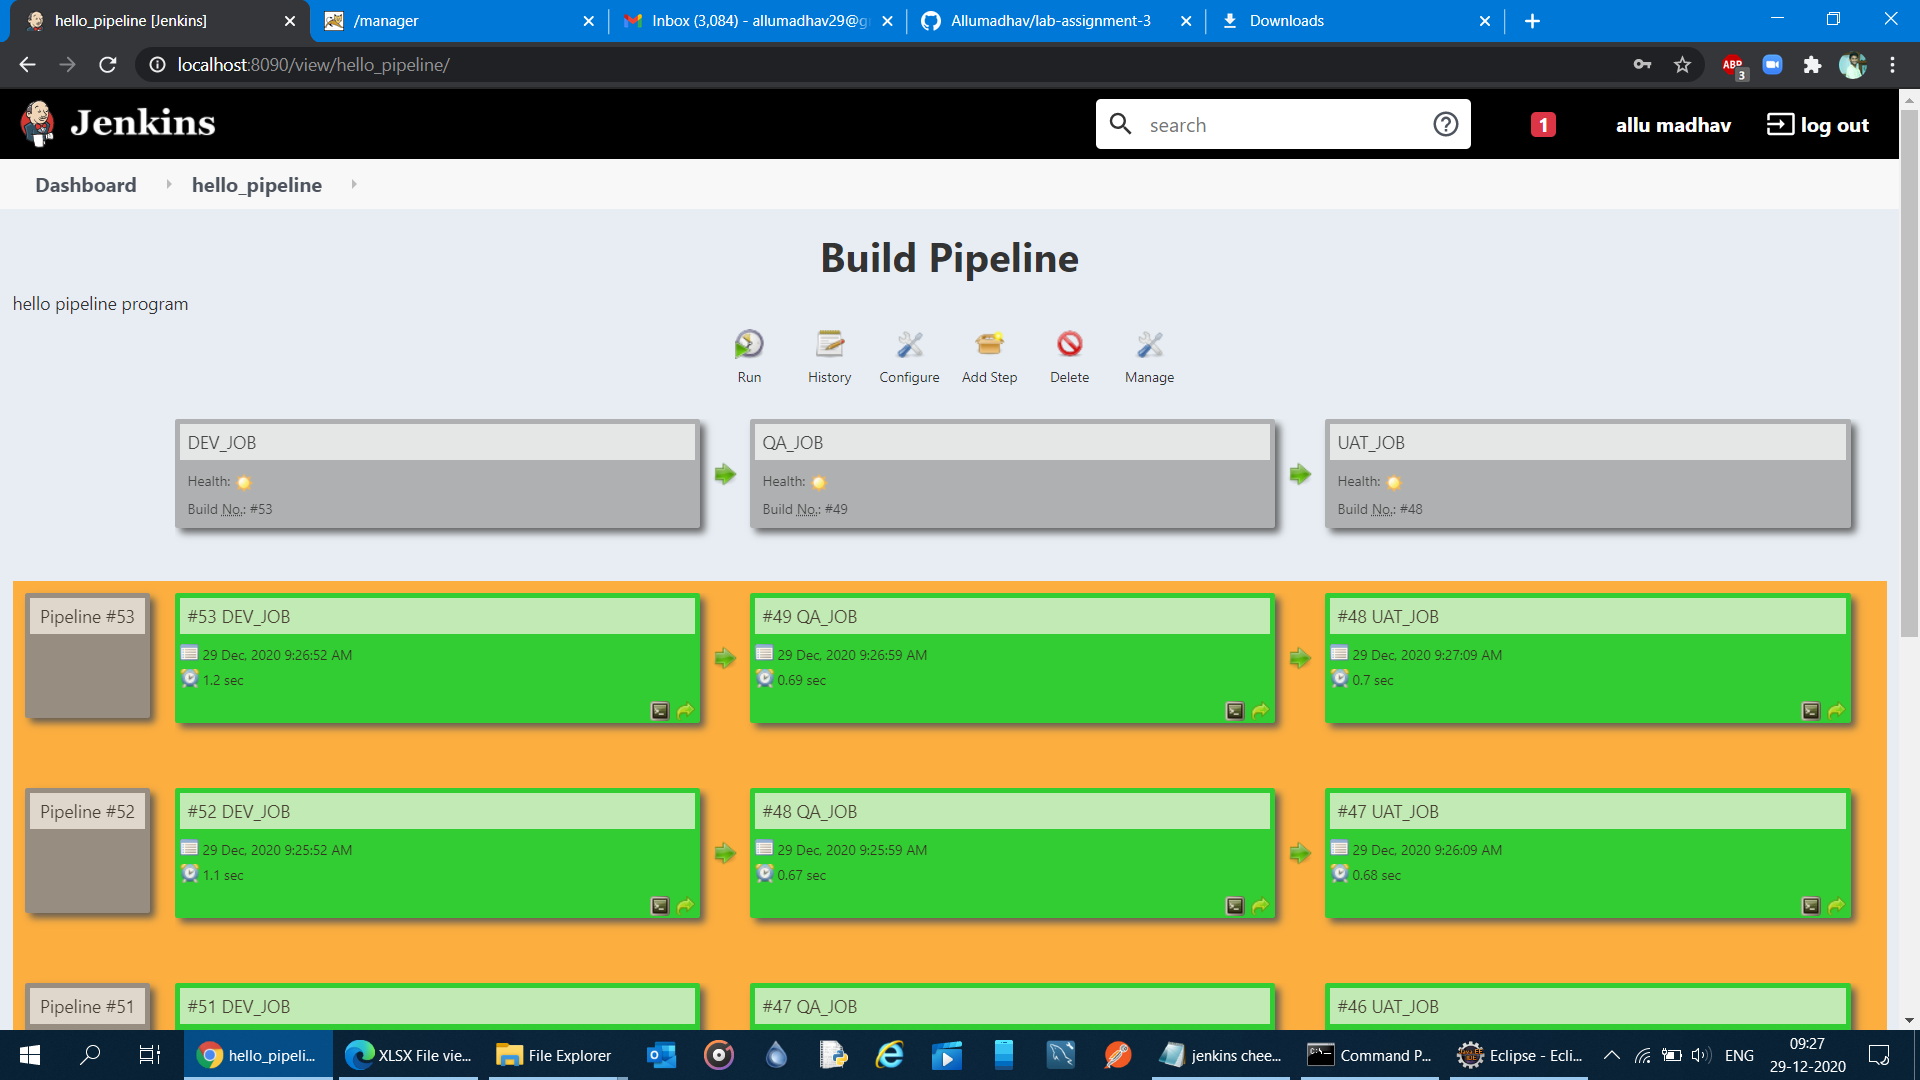 hello_pipeline [Jenkins]
/manager
Inbox (3,084) - allumadhav29@g
Allumadhav/lab-assignment-3
Downloads
localhost:8090/view/hello_pipeline/
ABP
3
Jenkins
search
1
allu madhav
log out
Dashboard
hello_pipeline
Build Pipeline
hello pipeline program
Run
History
Configure
Add Step
Delete
Manage
DEV_JOB
Health:
Build No.: #53
QA_JOB
Health:
Build No.: #49
UAT_JOB
Health:
Build No.: #48
Pipeline #53
#53 DEV_JOB
29 Dec, 2020 9:26:52 AM
1.2 sec
#49 QA_JOB
29 Dec, 2020 9:26:59 AM
0.69 sec
#48 UAT_JOB
29 Dec, 2020 9:27:09 AM
0.7 sec
Pipeline #52
#52 DEV_JOB
29 Dec, 2020 9:25:52 AM
1.1 sec
#48 QA_JOB
29 Dec, 2020 9:25:59 AM
0.67 sec
#47 UAT_JOB
29 Dec, 2020 9:26:09 AM
0.68 sec
Pipeline #51
#51 DEV_JOB
#47 QA_JOB
#46 UAT_JOB
hello_pipeli...
XLSX File vie...
File Explorer
jenkins chee...
Command P...
Eclipse - Ecli...
ENG
09:27
29-12-2020